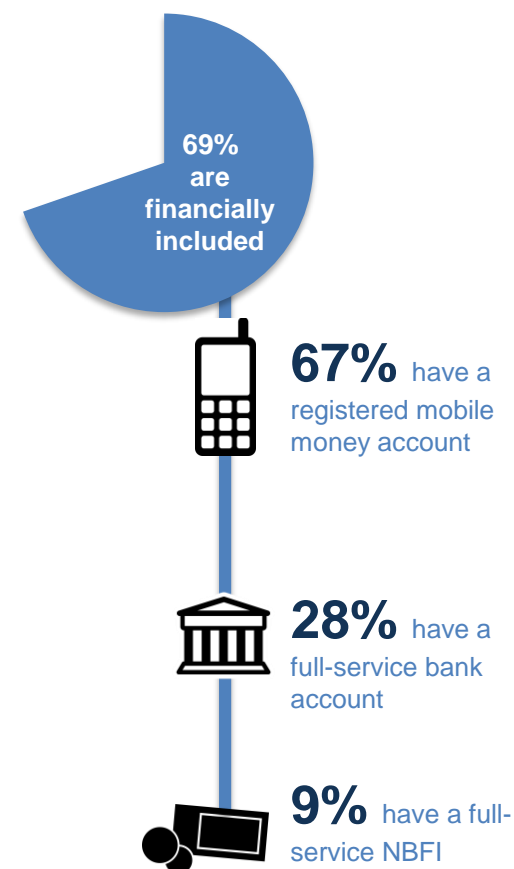 69%
are
financially
included
67% have a
registered mobile
money account
28% have a
full-service bank
account
9% have a full-
service NBFI